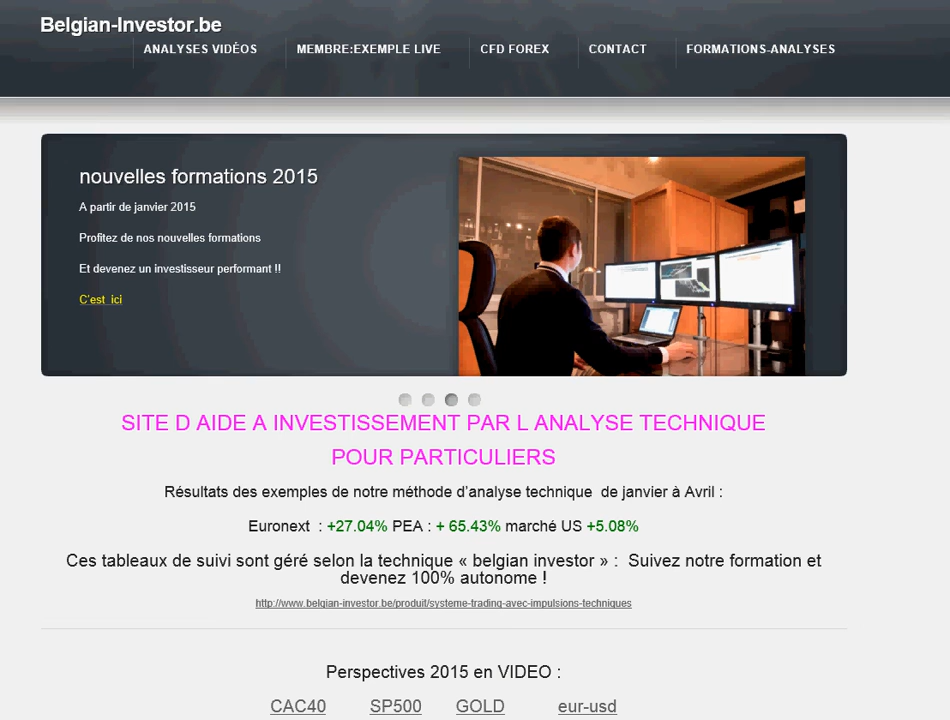 Belgian-Investor.be
ANALYSES VIDÉOS MEMBRE:EXEMPLE LIVE CFD FOREX CONTACT FORMATIONS-ANALYSES
nouvelles formations 2015
A partir de janvier 2015
Profitez de nos nouvelles formations
Et devenez un investisseur performant !!
C'est ici
SITE D AIDE A INVESTISSEMENT PAR L ANALYSE TECHNIQUE
POUR PARTICULIERS
Résultats des exemples de notre méthode d'analyse technique de janvier à Avril :
Euronext : +27.04% PEA : + 65.43% marché US +5.08%
Ces tableaux de suivi sont géré selon la technique « belgian investor » : Suivez notre formation et
devenez 100% autonome !
http://www.belgian-investor.be/produit/systeme-trading-avec-impulsions-techniques
Perspectives 2015 en VIDEO :
CAC40 SP500 GOLD eur-usd